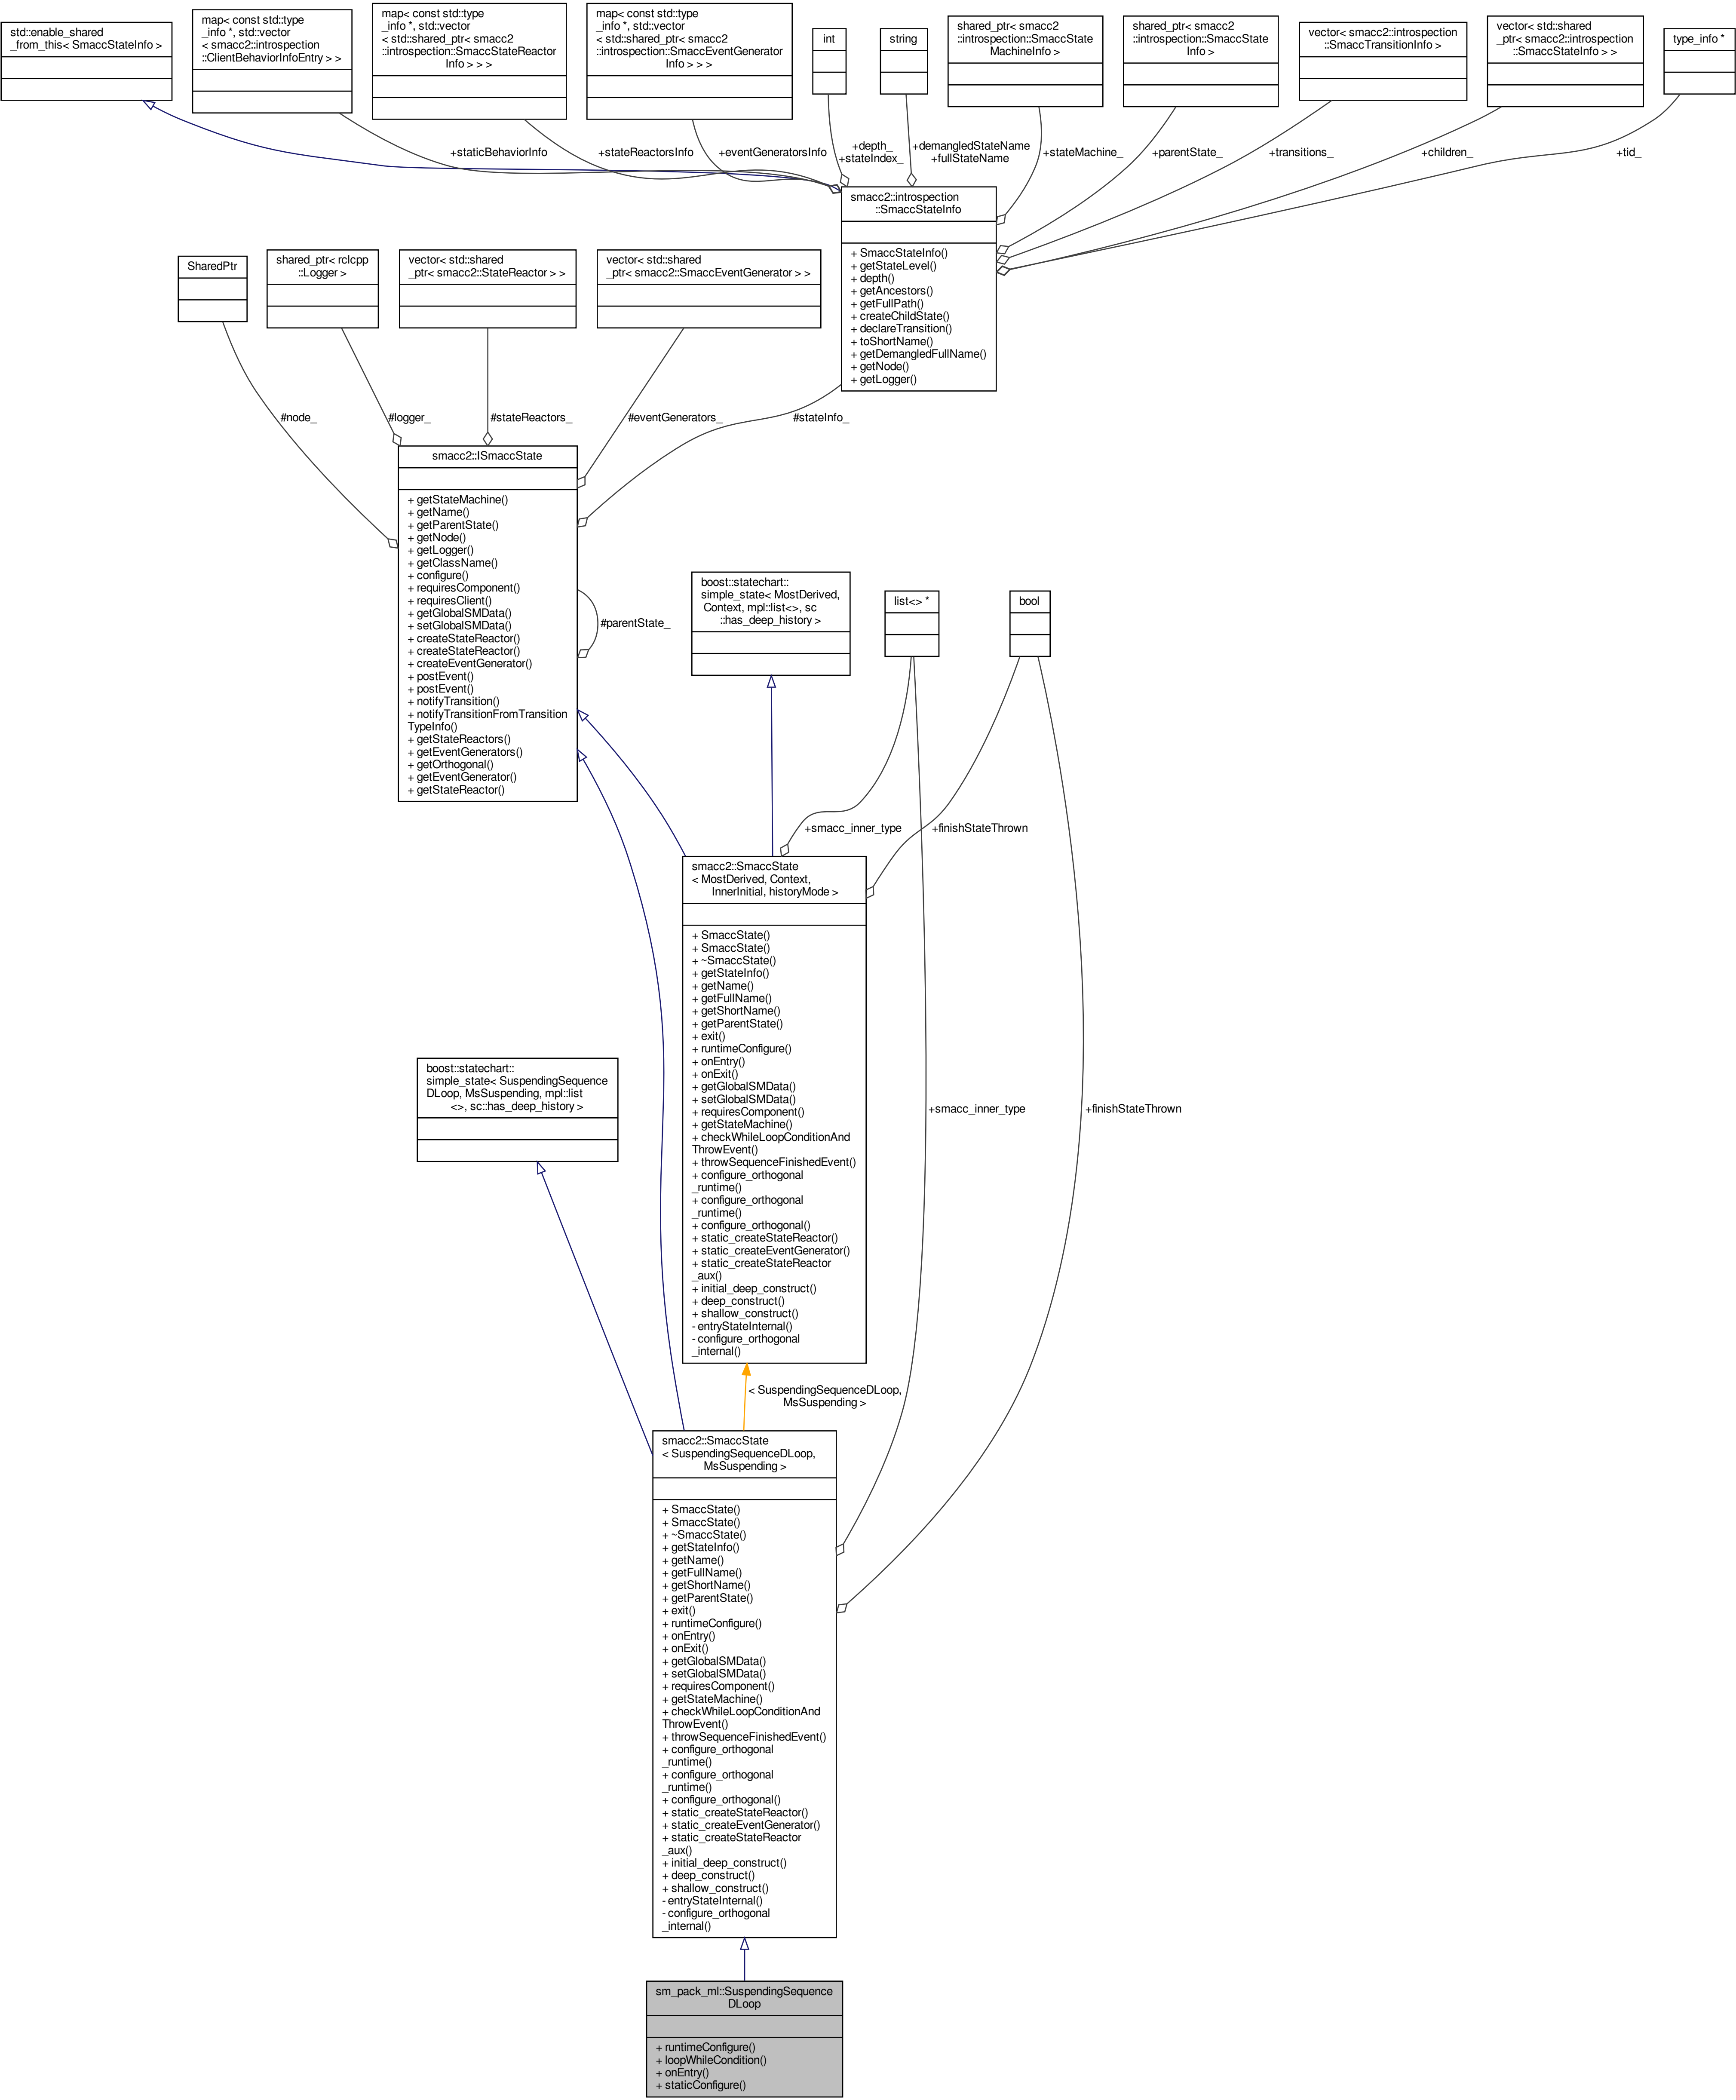 std::enable_shared
_from_this< SmaccStateInfo >
map< const std::type
_info *, std::vector
< smacc2::introspection
::ClientBehaviorInfoEntry > >
map< const std::type
_info *, std::vector
< std::shared_ptr< smacc2
::introspection::SmaccStateReactor
Info > > >
map< const std::type
_info *, std::vector
< std::shared_ptr< smacc2
::introspection::SmaccEventGenerator
Info > > >
int
string
shared_ptr< smacc2
::introspection::SmaccState
MachineInfo >
shared_ptr< smacc2
::introspection::SmaccState
Info >
vector< smacc2::introspection
::SmaccTransitionInfo >
vector< std::shared
_ptr< smacc2::introspection
::SmaccStateInfo > >
type_info *
+staticBehaviorInfo
+stateReactorsInfo
+eventGeneratorsInfo
+depth_
+stateIndex_
+demangledStateName
+fullStateName
+stateMachine_
+parentState_
+transitions_
+children_
+tid_
smacc2::introspection
::SmaccStateInfo
+ SmaccStateInfo()
+ getStateLevel()
+ depth()
+ getAncestors()
+ getFullPath()
+ createChildState()
+ declareTransition()
+ toShortName()
+ getDemangledFullName()
+ getNode()
+ getLogger()
SharedPtr
shared_ptr< rclcpp
::Logger >
vector< std::shared
_ptr< smacc2::StateReactor > >
vector< std::shared
_ptr< smacc2::SmaccEventGenerator > >
#node_
#logger_
#stateReactors_
#eventGenerators_
#stateInfo_
smacc2::ISmaccState
+ getStateMachine()
+ getName()
+ getParentState()
+ getNode()
+ getLogger()
+ getClassName()
+ configure()
+ requiresComponent()
+ requiresClient()
+ getGlobalSMData()
+ setGlobalSMData()
+ createStateReactor()
+ createStateReactor()
+ createEventGenerator()
+ postEvent()
+ postEvent()
+ notifyTransition()
+ notifyTransitionFromTransition
TypeInfo()
+ getStateReactors()
+ getEventGenerators()
+ getOrthogonal()
+ getEventGenerator()
+ getStateReactor()
#parentState_
boost::statechart::
simple_state< MostDerived,
Context, mpl::list<>, sc
::has_deep_history >
list<> *
bool
+smacc_inner_type
+finishStateThrown
smacc2::SmaccState
< MostDerived, Context,
InnerInitial, historyMode >
+ SmaccState()
+ SmaccState()
+ ~SmaccState()
+ getStateInfo()
+ getName()
+ getFullName()
+ getShortName()
+ getParentState()
+ exit()
+ runtimeConfigure()
+ onEntry()
+ onExit()
+ getGlobalSMData()
+ setGlobalSMData()
+ requiresComponent()
+ getStateMachine()
+ checkWhileLoopConditionAnd
ThrowEvent()
+ throwSequenceFinishedEvent()
+ configure_orthogonal
_runtime()
+ configure_orthogonal
_runtime()
+ configure_orthogonal()
+ static_createStateReactor()
+ static_createEventGenerator()
+ static_createStateReactor
_aux()
+ initial_deep_construct()
+ deep_construct()
+ shallow_construct()
- entryStateInternal()
- configure_orthogonal
_internal()
boost::statechart::
simple_state< SuspendingSequence
DLoop, MsSuspending, mpl::list
<>, sc::has_deep_history >
+smacc_inner_type
+finishStateThrown
< SuspendingSequenceDLoop,
MsSuspending >
smacc2::SmaccState
< SuspendingSequenceDLoop,
MsSuspending >
+ SmaccState()
+ SmaccState()
+ ~SmaccState()
+ getStateInfo()
+ getName()
+ getFullName()
+ getShortName()
+ getParentState()
+ exit()
+ runtimeConfigure()
+ onEntry()
+ onExit()
+ getGlobalSMData()
+ setGlobalSMData()
+ requiresComponent()
+ getStateMachine()
+ checkWhileLoopConditionAnd
ThrowEvent()
+ throwSequenceFinishedEvent()
+ configure_orthogonal
_runtime()
+ configure_orthogonal
_runtime()
+ configure_orthogonal()
+ static_createStateReactor()
+ static_createEventGenerator()
+ static_createStateReactor
_aux()
+ initial_deep_construct()
+ deep_construct()
+ shallow_construct()
- entryStateInternal()
- configure_orthogonal
_internal()
sm_pack_ml::SuspendingSequence
DLoop
+ runtimeConfigure()
+ loopWhileCondition()
+ onEntry()
+ staticConfigure()